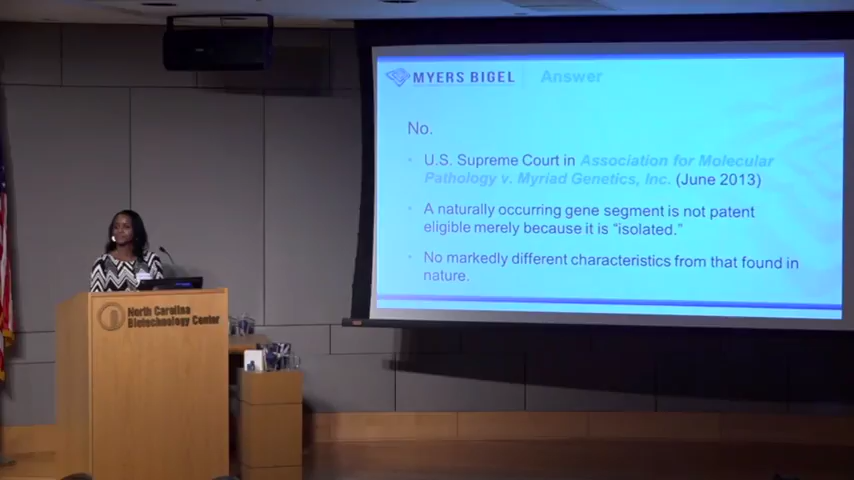 MYERS BIGEL
Answer
No.
U.S. Supreme Court in Association for Molecular
Pathology v. Myriad Genetics, Inc. (June 2013)
A naturally occurring gene segment is not patent
eligible merely because it is "isolated."
No markedly different characteristics from that found in
nature.
North Carolina
Biotechnology Center